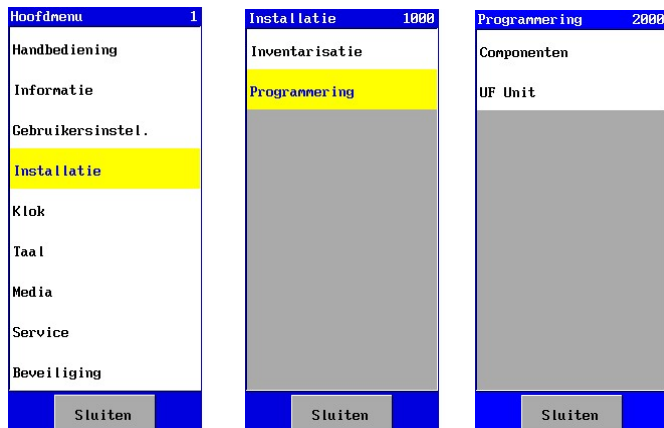 Hoofdmenu 1
Handbediening
Informatie
Gebruikersinstel.
Installatie
Klok
Taal
Media
Service
Beveiliging
Sluiten
Installatie 1000
Inventarisatie
Programmering
Sluiten
Programmering 2000
Componenten
UF Unit
Sluiten